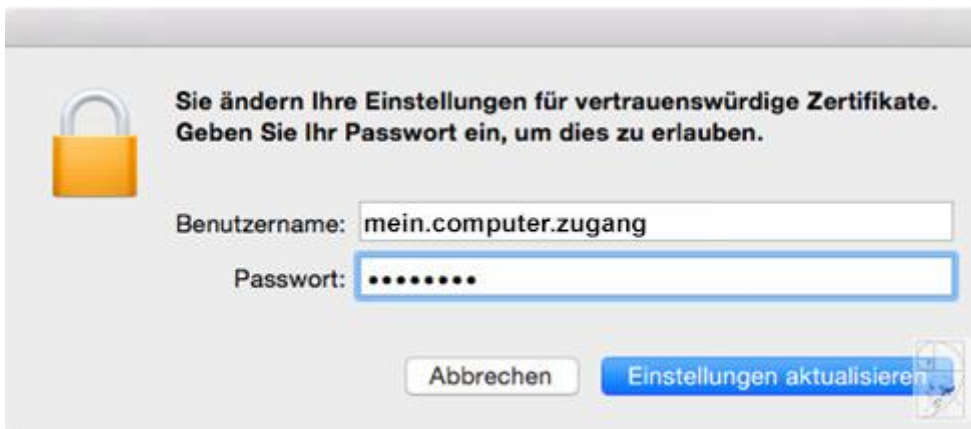 Sie ändern Ihre Einstellungen für vertrauenswürdige Zertifikate.
Geben Sie Ihr Passwort ein, um dies zu erlauben.
Benutzername: mein.computer.zugang
Passwort: ••••••••
Abbrechen Einstellungen aktualisieren